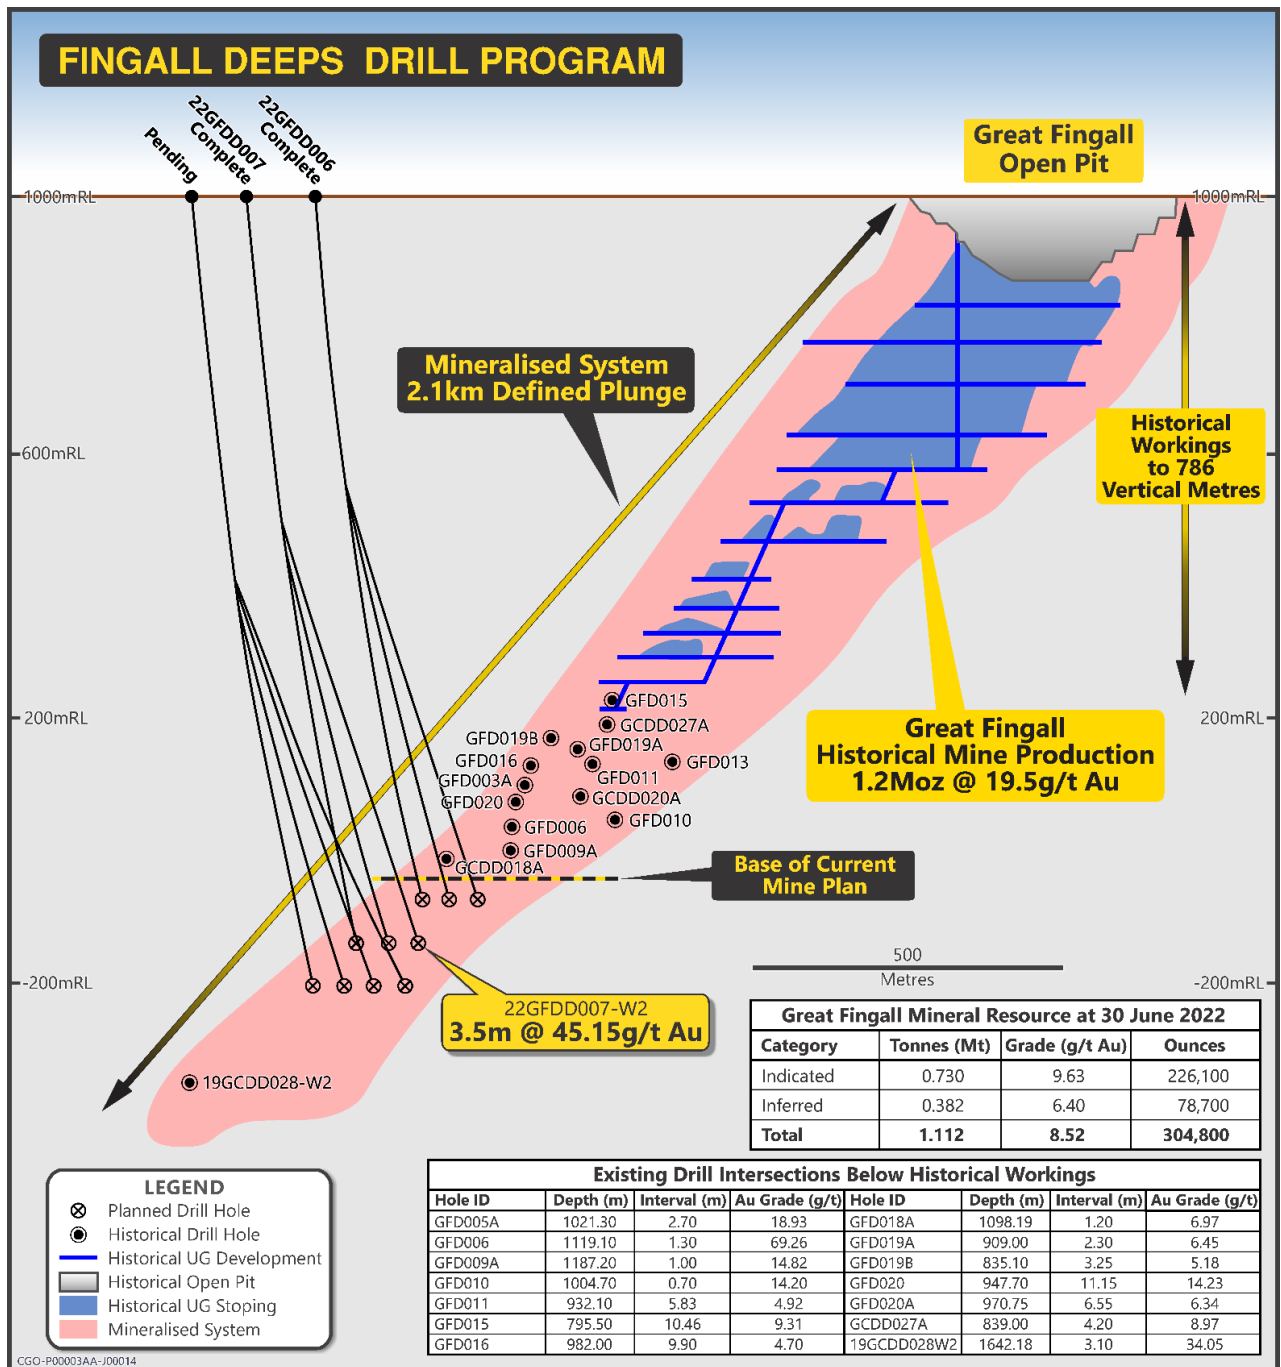 FINGALL DEEPS DRILL PROGRAM
Pending
22GFDD007
Complete
22GFDD006
Complete
Great Fingall
Open Pit
1000mRL
1000mRL
Mineralised System
2.1km Defined Plunge
Historical
Workings
to 786
Vertical Metres
600mRL
200mRL
200mRL
GFD015
GCDD027A
GFD019B
GFD019A
GFD016
GFD013
GFD003A
GFD011
GFD020
GCDD020A
GFD010
GFD006
GFD009A
GCDD018A
Great Fingall
Historical Mine Production
1.2Moz @ 19.5g/t Au
Base of Current
Mine Plan
500
Metres
-200mRL
-200mRL
22GFDD007-W2
3.5m @ 45.15g/t Au
19GCDD028-W2
Great Fingall Mineral Resource at 30 June 2022
Category Tonnes (Mt) Grade (g/t Au) Ounces
Indicated 0.730 9.63 226,100
Inferred 0.382 6.40 78,700
Total 1.112 8.52 304,800
Existing Drill Intersections Below Historical Workings
Hole ID Depth (m) Interval (m) Au Grade (g/t) Hole ID Depth (m) Interval (m) Au Grade (g/t)
GFD005A 1021.30 2.70 18.93 GFD018A 1098.19 1.20 6.97
GFD006 1119.10 1.30 69.26 GFD019A 909.00 2.30 6.45
GFD009A 1187.20 1.00 14.82 GFD019B 835.10 3.25 5.18
GFD010 1004.70 0.70 14.20 GFD020 947.70 11.15 14.23
GFD011 932.10 5.83 4.92 GFD020A 970.75 6.55 6.34
GFD015 795.50 10.46 9.31 GCDD027A 839.00 4.20 8.97
GFD016 982.00 9.90 4.70 19GCDD028W2 1642.18 3.10 34.05
LEGEND
Planned Drill Hole
Historical Drill Hole
Historical UG Development
Historical Open Pit
Historical UG Stoping
Mineralised System
CGO-P00003AA-J00014